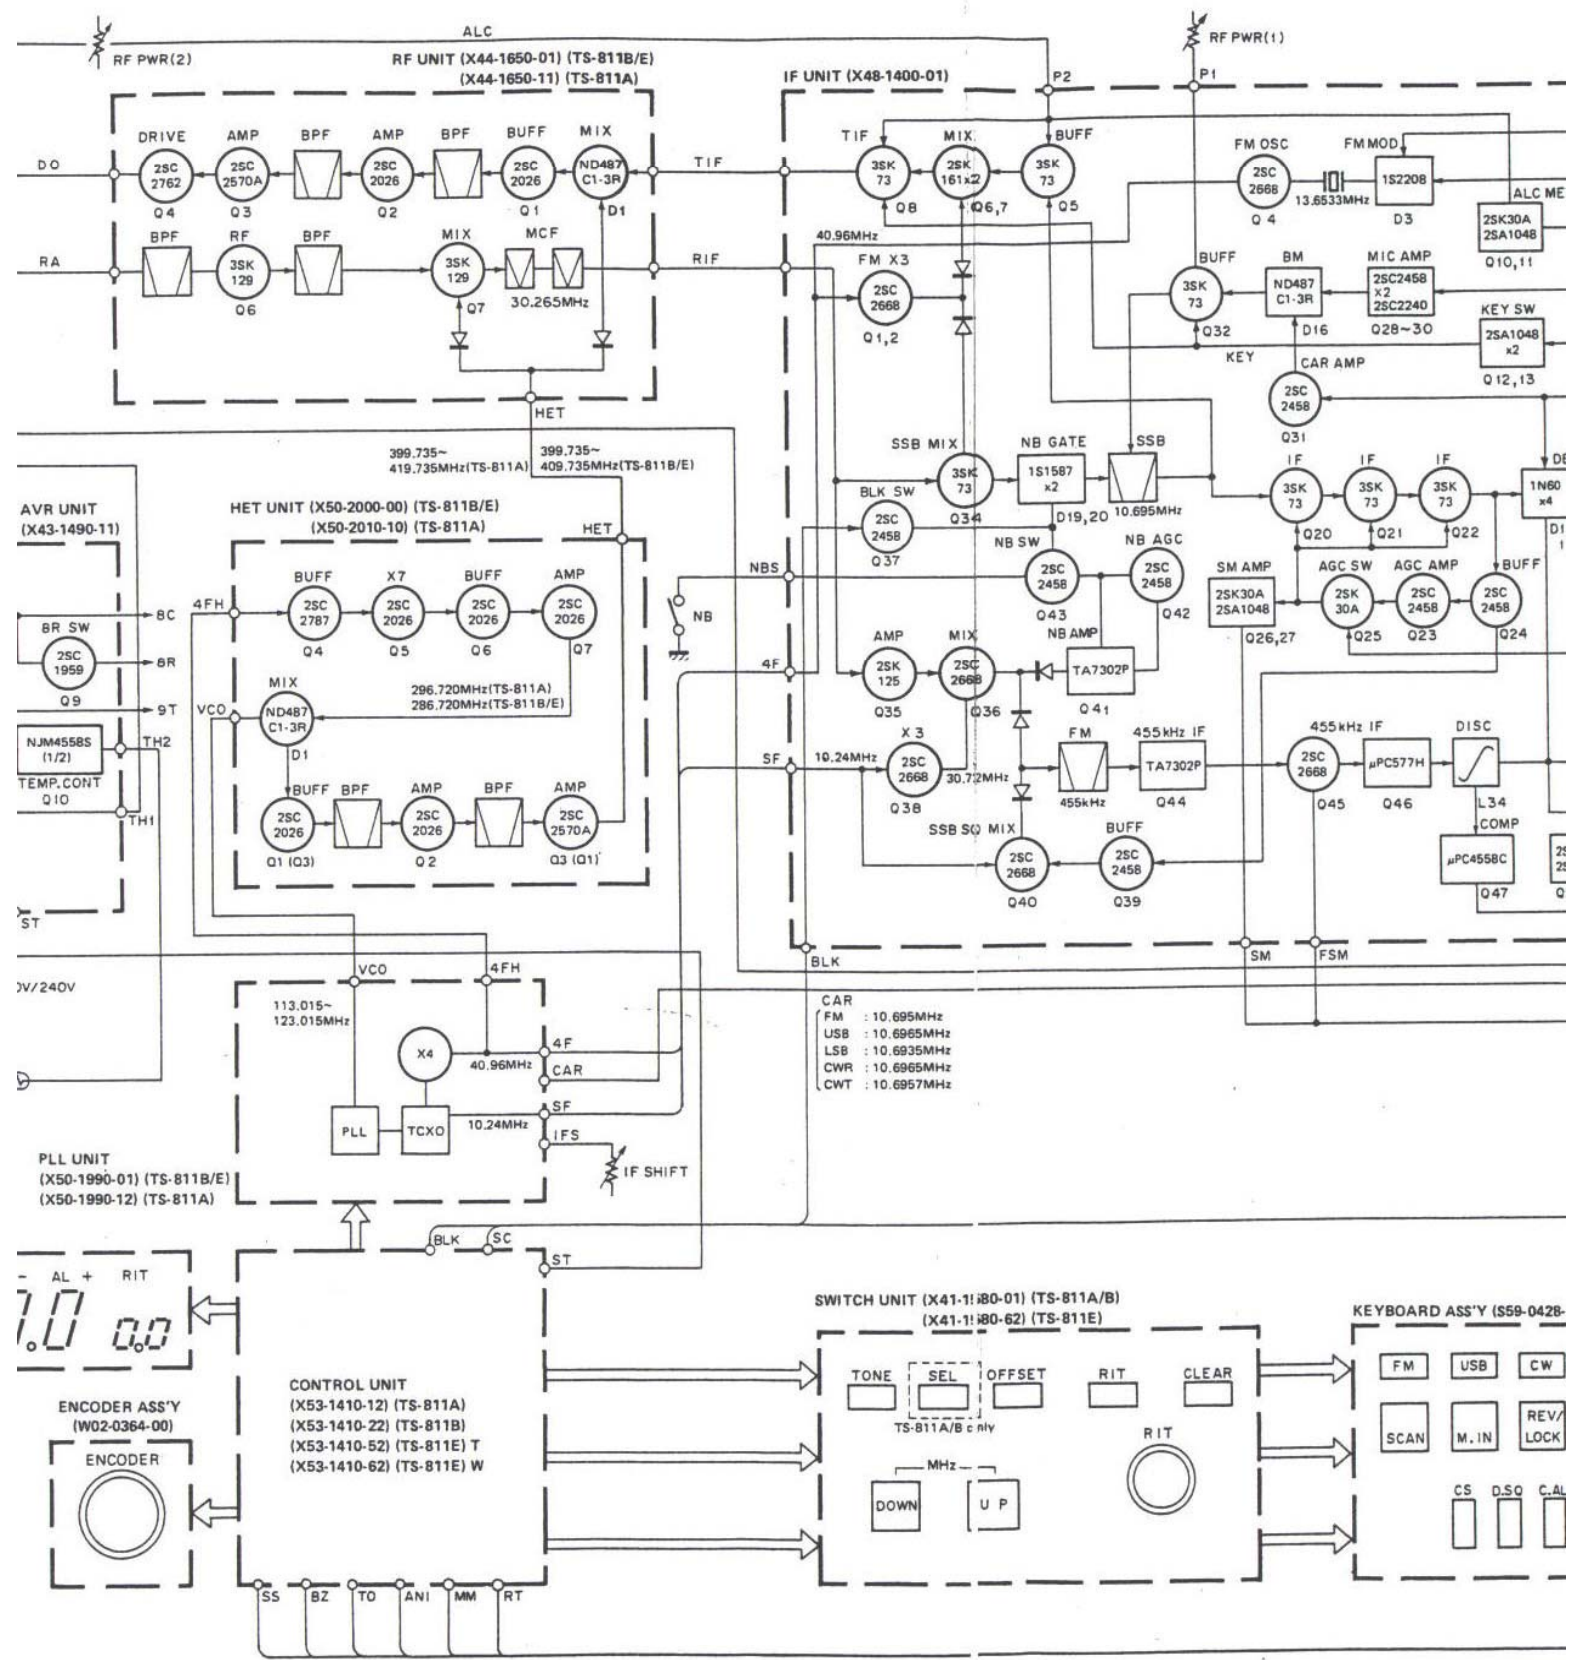 ALC
RF PWR(2)
RF UNIT (X44-1650-01) (TS-811B/E)
(X44-1650-11) (TS-811A)
DO
DRIVE
AMP
BPF
AMP
BPF
BUFF
MIX
2SC
2762
2SC
2570A
2SC
2026
2SC
2026
ND487
C1-3R
Q4
Q3
Q2
Q1
D1
TIF
RA
BPF
RF
BPF
MIX
MCF
3SK
129
3SK
129
Q6
Q7
30.265MHz
RIF
HET
399.735~
419.735MHz(TS-811A)
399.735~
409.735MHz(TS-811B/E)
RF PWR(1)
IF UNIT (X48-1400-01)
P2
P1
TIF
MIX
BUFF
3SK
73
2SK
161x2
3SK
73
Q8
Q6,7
Q5
FM OSC
2SC
2668
Q4
13.6533MHz
FM MOD
1S2208
D3
ALC ME
2SK30A
2SA1048
Q10,11
40.96MHz
FM X3
2SC
2668
Q1,2
BUFF
3SK
73
Q32
BM
ND487
C1-3R
D16
MIC AMP
2SC2458
X2
2SC2240
Q28~30
KEY SW
2SA1048
x2
Q12,13
KEY
CAR AMP
2SC
2458
Q31
SSB MIX
3SK
73
Q34
NB GATE
1S1587
x2
D19,20
SSB
10.695MHz
BLK SW
2SC
2458
Q37
IF
IF
IF
3SK
73
3SK
73
3SK
73
Q20
Q21
Q22
DE
1N60
x4
D1
1
AVR UNIT
(X43-1490-11)
8C
8R SW
2SC
1959
Q9
8R
9T
NJM4558S
(1/2)
TEMP.CONT
Q10
TH2
TH1
ST
0V/240V
HET UNIT (X50-2000-00) (TS-811B/E)
(X50-2010-10) (TS-811A)
HET
4FH
BUFF
X7
BUFF
AMP
2SC
2787
2SC
2026
2SC
2026
2SC
2026
Q4
Q5
Q6
Q7
296.720MHz(TS-811A)
286.720MHz(TS-811B/E)
VCO
MIX
ND487
C1-3R
D1
BUFF
BPF
AMP
BPF
AMP
2SC
2026
2SC
2026
2SC
2570A
Q1 (Q3)
Q2
Q3 (Q1)
NBS
NB
NB SW
2SC
2458
Q43
NB AGC
2SC
2458
Q42
SM AMP
2SK30A
2SA1048
Q26,27
AGC SW
2SK
30A
Q25
AGC AMP
2SC
2458
Q23
BUFF
2SC
2458
Q24
4F
AMP
2SK
125
Q35
MIX
2SC
2668
Q36
NB AMP
TA7302P
Q41
SF
10.24MHz
X3
2SC
2668
Q38
30.72MHz
FM
455kHz
455kHz IF
TA7302P
Q44
455kHz IF
2SC
2668
Q45
μPC577H
Q46
DISC
L34
COMP
μPC4558C
Q47
2S
2S
Q
SSB SQ MIX
2SC
2668
Q40
BUFF
2SC
2458
Q39
BLK
SM
FSM
CAR
FM : 10.695MHz
USB : 10.6965MHz
LSB : 10.6935MHz
CWR : 10.6965MHz
CWT : 10.6957MHz
VCO
4FH
113.015~
123.015MHz
X4
40.96MHz
4F
CAR
PLL
TCXO
10.24MHz
SF
IFS
IF SHIFT
PLL UNIT
(X50-1990-01) (TS-811B/E)
(X50-1990-12) (TS-811A)
BLK
SC
ST
- AL +
RIT
0.0
0.0
ENCODER ASS'Y
(W02-0364-00)
ENCODER
CONTROL UNIT
(X53-1410-12) (TS-811A)
(X53-1410-22) (TS-811B)
(X53-1410-52) (TS-811E) T
(X53-1410-62) (TS-811E) W
SS
BZ
TO
ANI
MM
RT
SWITCH UNIT (X41-1580-01) (TS-811A/B)
(X41-1580-62) (TS-811E)
TONE
SEL
OFFSET
RIT
CLEAR
TS-811A/B only
RIT
MHz
DOWN
UP
KEYBOARD ASS'Y (S59-0428-
FM
USB
CW
SCAN
M.IN
REV/
LOCK
CS
D.SQ
C.AL